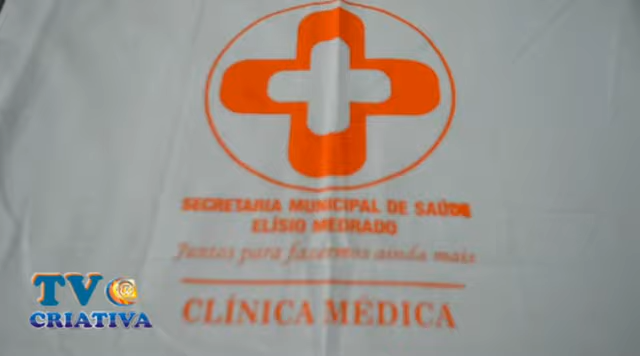 SECRETARIA MUNICIPAL DE SAÚDE
ELÍSIO MEDRADO
Juntos para fazermos ainda mais
CLÍNICA MÉDICA
TV
CRIATIVA